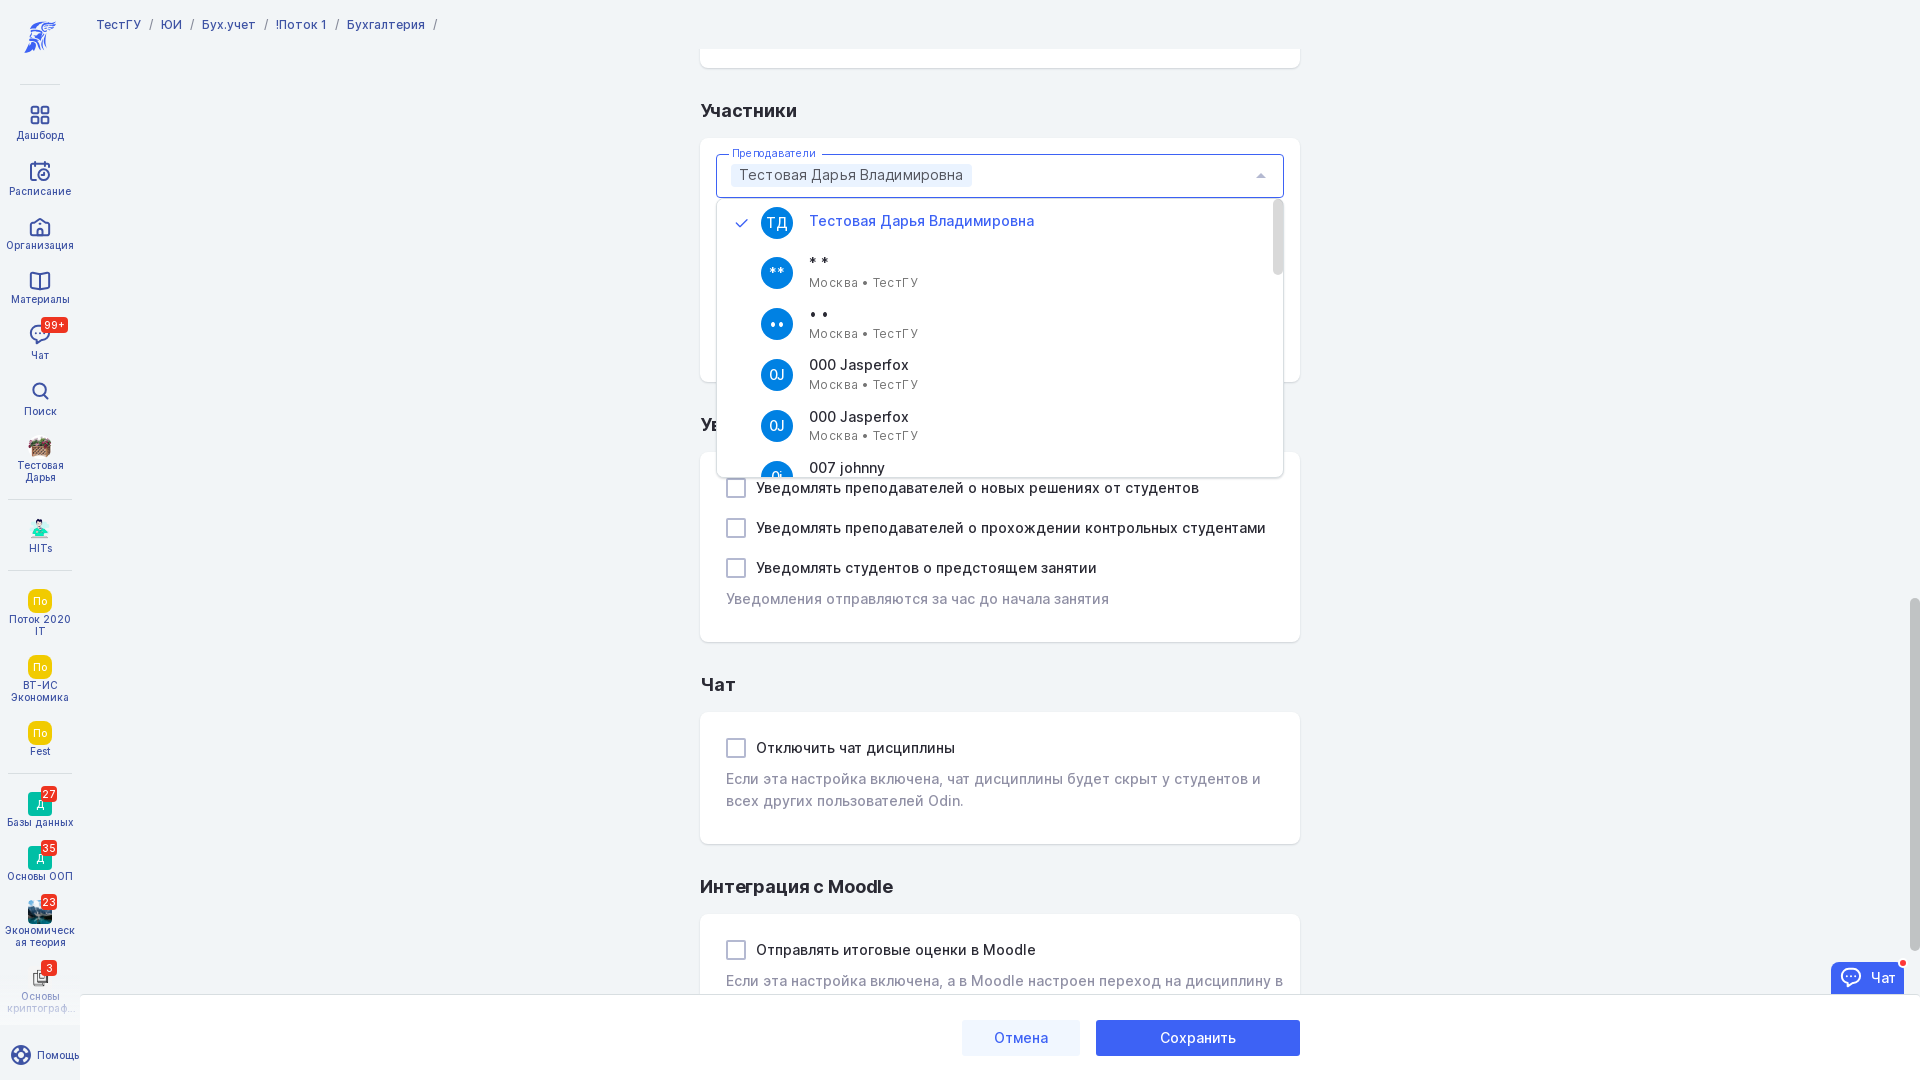 ТестГУ / ЮИ / Бух.учет / !Поток 1 / Бухгалтерия /
Дашборд
Расписание
Организация
Материалы
99+
Чат
Поиск
Тестовая
Дарья
HITs
По
Поток 2020
IT
По
ВТ-ИС
Экономика
По
Fest
27
Д
Базы данных
35
Д
Основы ООП
23
Экономическ
ая теория
3
Основы
криптограф...
Помощь
Участники
Преподаватели
Тестовая Дарья Владимировна
ТД Тестовая Дарья Владимировна
** * *
Москва • ТестГУ
•• • •
Москва • ТестГУ
0J 000 Jasperfox
Москва • ТестГУ
0J 000 Jasperfox
Москва • ТестГУ
0j 007 johnny
Ув
Уведомлять преподавателей о новых решениях от студентов
Уведомлять преподавателей о прохождении контрольных студентами
Уведомлять студентов о предстоящем занятии
Уведомления отправляются за час до начала занятия
Чат
Отключить чат дисциплины
Если эта настройка включена, чат дисциплины будет скрыт у студентов и
всех других пользователей Odin.
Интеграция с Moodle
Отправлять итоговые оценки в Moodle
Если эта настройка включена, а в Moodle настроен переход на дисциплину в
Чат
Отмена
Сохранить